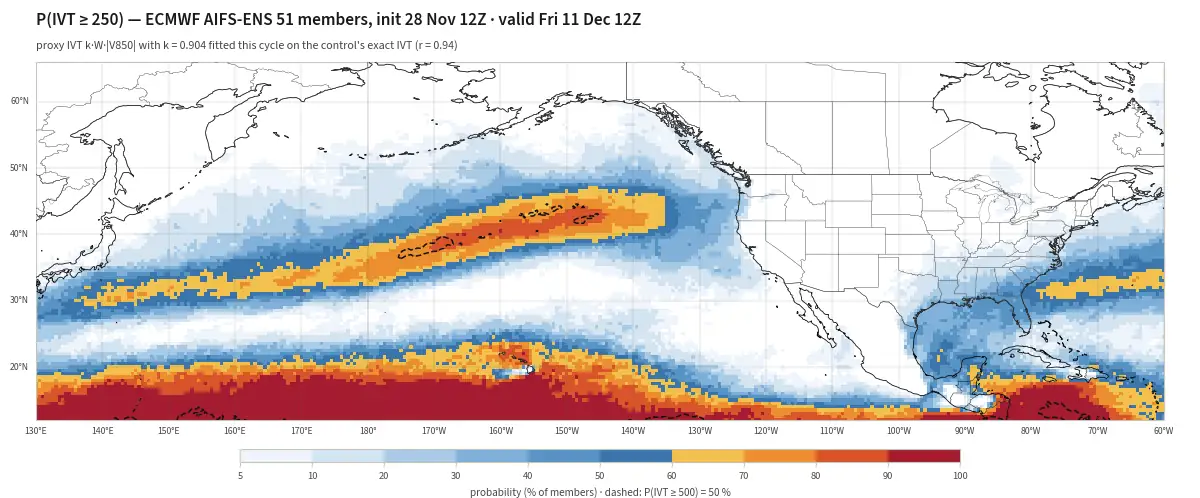 P(IVT ≥ 250) — ECMWF AIFS-ENS 51 members, init 28 Nov 12Z · valid Fri 11 Dec 12Z
proxy IVT k·W·|V850| with k = 0.904 fitted this cycle on the control's exact IVT (r = 0.94)
60°N
50°N
40°N
30°N
20°N
130°E 140°E 150°E 160°E 170°E 180° 170°W 160°W 150°W 140°W 130°W 120°W 110°W 100°W 90°W 80°W 70°W 60°W
5 10 20 30 40 50 60 70 80 90 100
probability (% of members) · dashed: P(IVT ≥ 500) = 50 %